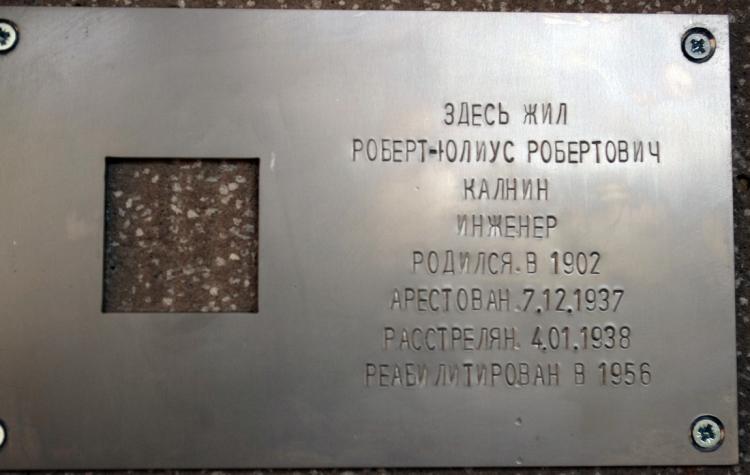 ЗДЕСЬ ЖИЛ
РОБЕРТ-ЮЛИУС РОБЕРТОВИЧ
КАЛНИН
ИНЖЕНЕР
РОДИЛСЯ В 1902
АРЕСТОВАН 7.12.1937
РАССТРЕЛЯН 4.01.1938
РЕАБИЛИТИРОВАН В 1956